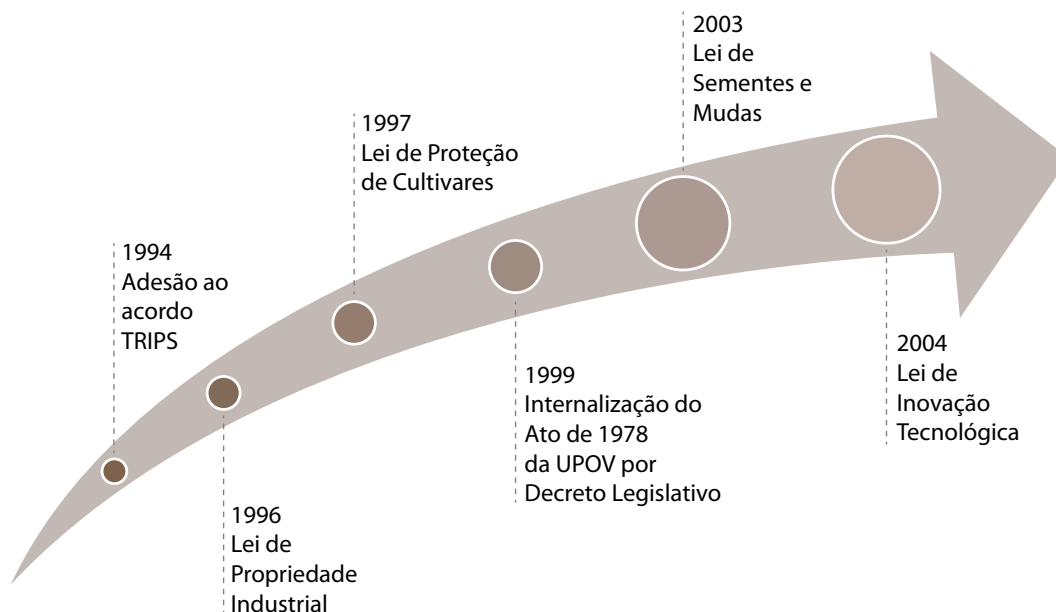 1994
Adesão ao
acordo
TRIPS
1996
Lei de
Propriedade
Industrial
1997
Lei de Proteção
de Cultivares
1999
Internalização do
Ato de 1978
da UPOV por
Decreto Legislativo
2003
Lei de
Sementes e
Mudas
2004
Lei de
Inovação
Tecnológica